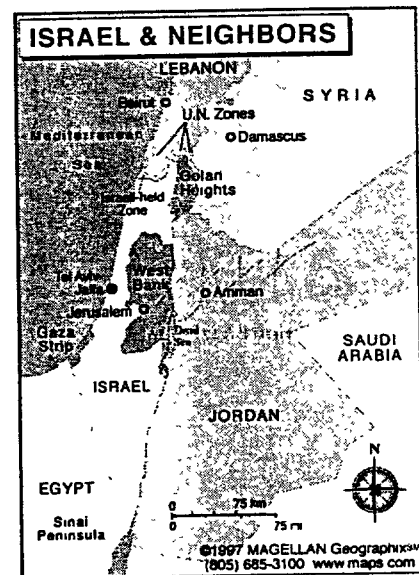 ISRAEL & NEIGHBORS
LEBANON
Beirut
SYRIA
U.N. Zones
Mediterranean
Sea
Damascus
Golan
Heights
Israeli-held
Zone
West
Bank
Tel Aviv-
Jaffa
Amman
Jerusalem
Dead
Sea
Gaza
Strip
SAUDI
ARABIA
ISRAEL
JORDAN
N
EGYPT
Sinai
Peninsula
0 75 km
0 75 mi
©1997 MAGELLAN Geographix℠
(805) 685-3100 www.maps.com